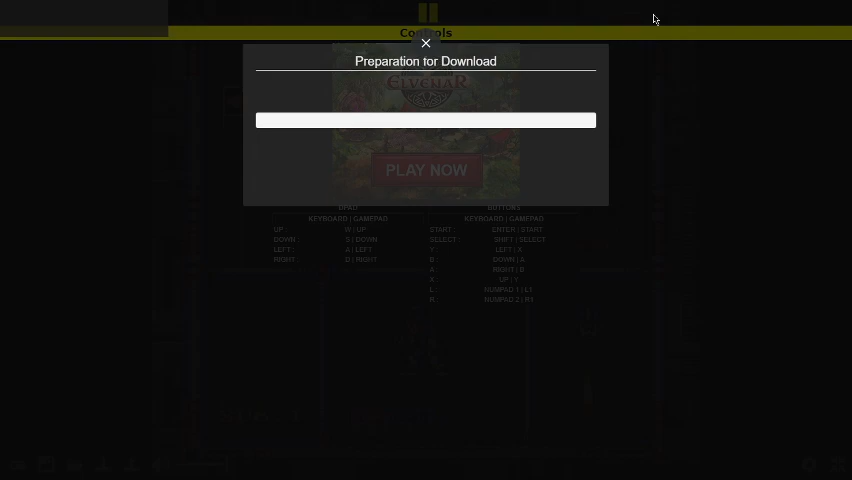 Controls
Preparation for Download
ELVENAR
PLAY NOW
DPAD BUTTONS
KEYBOARD | GAMEPAD KEYBOARD | GAMEPAD
UP : W | UP START : ENTER | START
DOWN S | DOWN SELECT : SHIFT | SELECT
LEFT : A | LEFT Y : LEFT | X
RIGHT : D | RIGHT B : DOWN | A
A : RIGHT | B
X : UP | Y
L : NUMPAD 1 | L1
R : NUMPAD 2 | R1